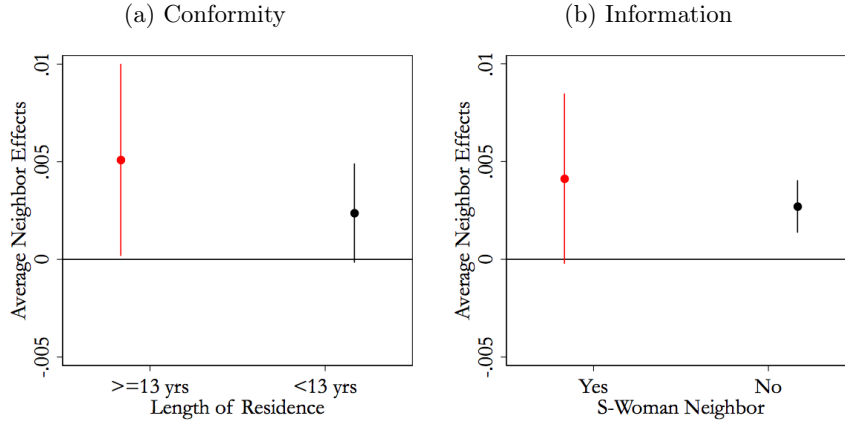 (a) Conformity
Average Neighbor Effects
.01
.005
0
-.005
>=13 yrs
<13 yrs
Length of Residence
(b) Information
Average Neighbor Effects
.01
.005
0
-.005
Yes
No
S-Woman Neighbor